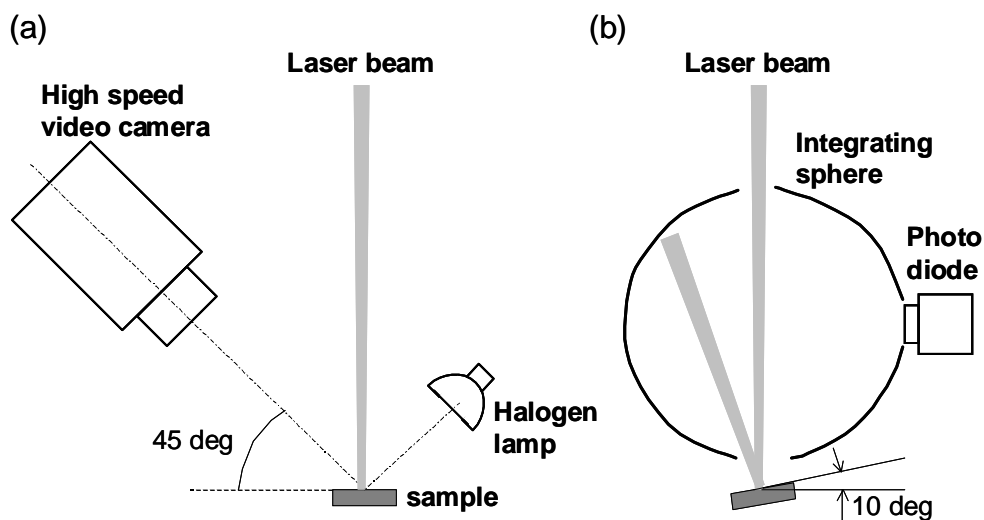 (a)
Laser beam
High speed
video camera
45 deg
Halogen
lamp
sample
(b)
Laser beam
Integrating
sphere
Photo
diode
10 deg